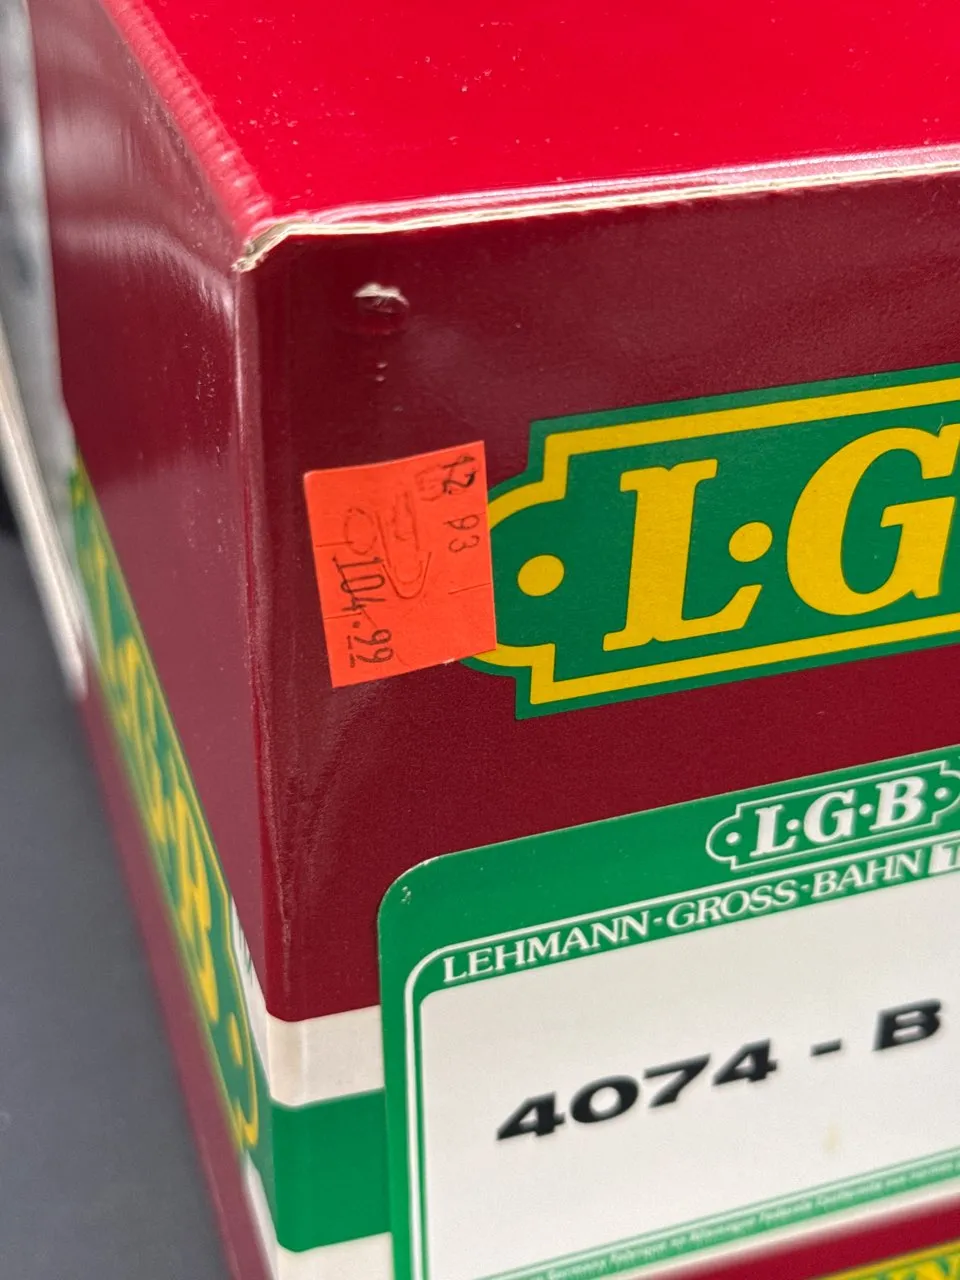 12 93
104.99
L·G
L·G·B
LEHMANN-GROSS-BAHN
4074-B